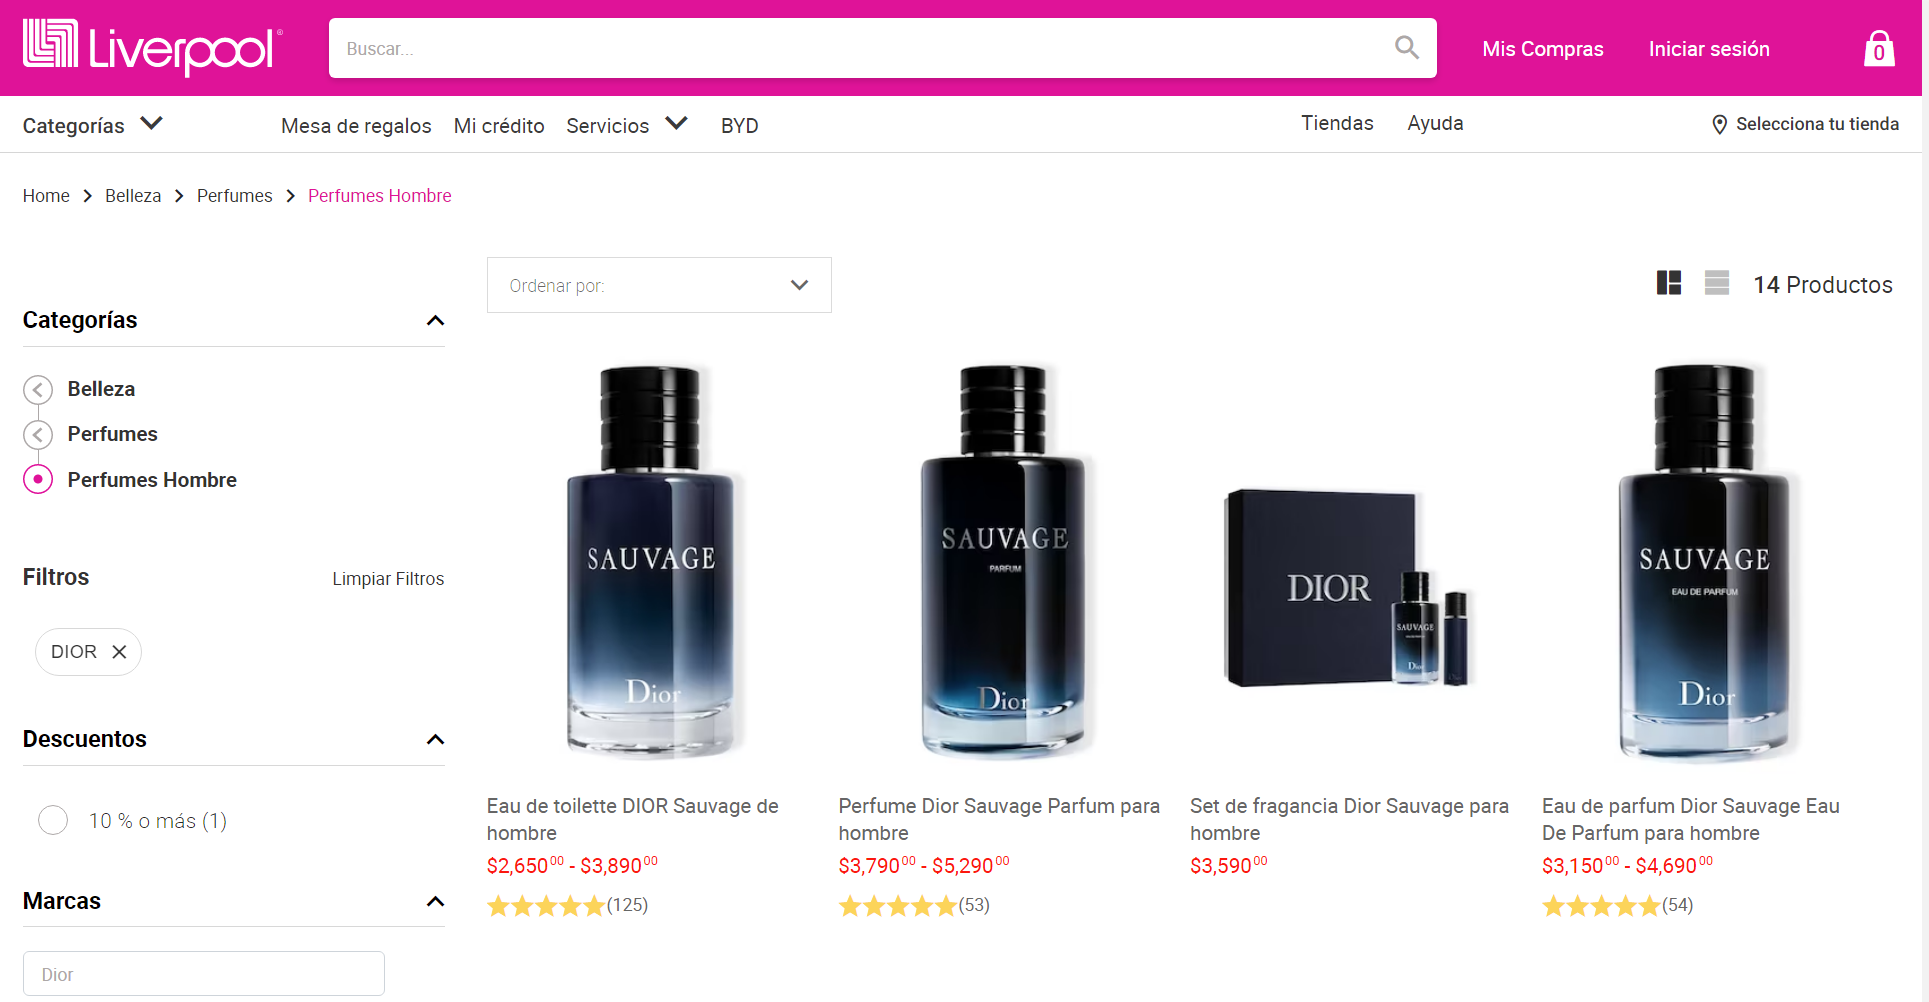 Liverpool®
Buscar...
Mis Compras
Iniciar sesión
0
Categorías
Mesa de regalos
Mi crédito
Servicios
BYD
Tiendas
Ayuda
Selecciona tu tienda
Home > Belleza > Perfumes > Perfumes Hombre
Ordenar por:
14 Productos
Categorías
Belleza
Perfumes
Perfumes Hombre
Filtros
Limpiar Filtros
DIOR
Descuentos
10 % o más (1)
Marcas
Dior
SAUVAGE
Dior
Eau de toilette DIOR Sauvage de
hombre
$2,650.00 - $3,890.00
(125)
SAUVAGE
PARFUM
Dior
Perfume Dior Sauvage Parfum para
hombre
$3,790.00 - $5,290.00
(53)
DIOR
SAUVAGE
Dior
Set de fragancia Dior Sauvage para
hombre
$3,590.00
SAUVAGE
EAU DE PARFUM
Dior
Eau de parfum Dior Sauvage Eau
De Parfum para hombre
$3,150.00 - $4,690.00
(54)